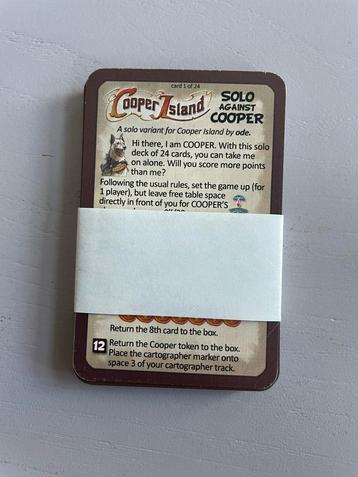 card 1 of 24
Cooper Island
SOLO
AGAINST
COOPER
A solo variant for Cooper Island by ode.
Hi there, I am COOPER. With this solo
deck of 24 cards, you can take me
on alone. Will you score more points
than me?
Following the usual rules, set the game up (for
1 player), but leave free table space
directly in front of you for COOPER'S
Return the 8th card to the box.
12 Return the Cooper token to the box.
Place the cartographer marker onto
space 3 of your cartographer track.